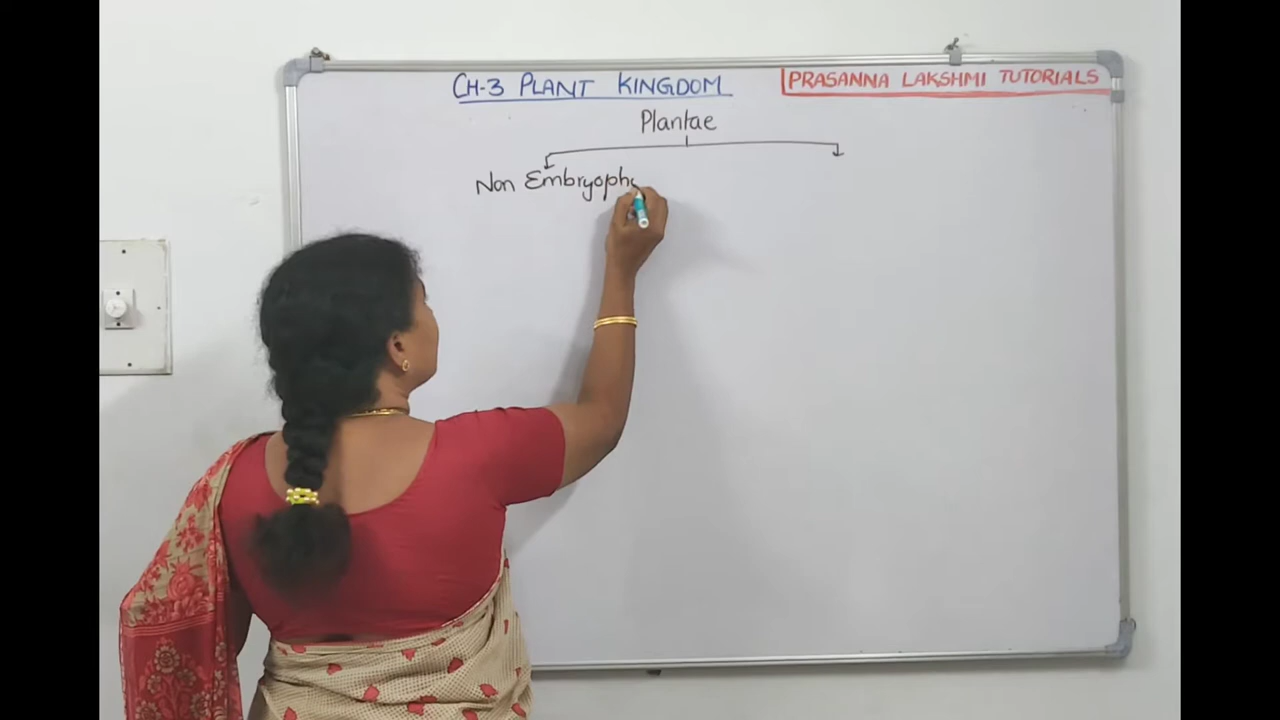 CH-3 PLANT KINGDOM
PRASANNA LAKSHMI TUTORIALS
Plantae
Non Embryoph